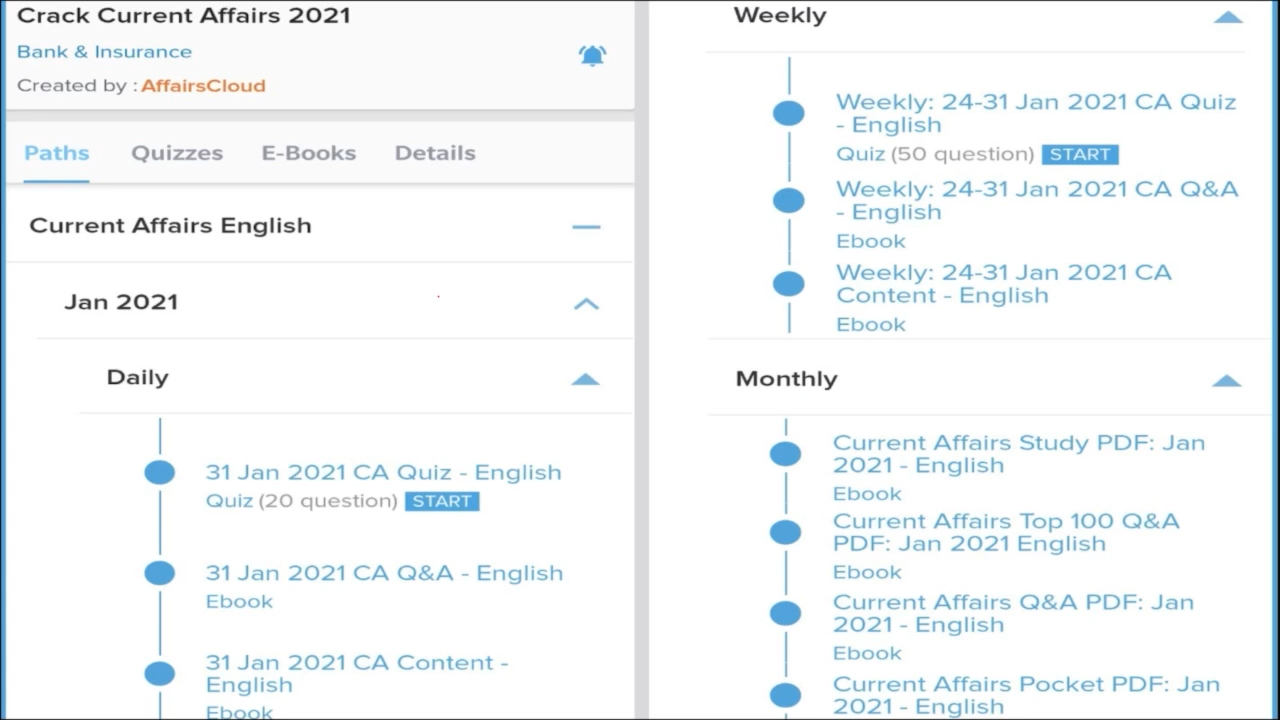 Crack Current Affairs 2021
Bank & Insurance
Created by : AffairsCloud
Paths Quizzes E-Books Details
Current Affairs English
Jan 2021
Daily
31 Jan 2021 CA Quiz - English
Quiz (20 question) START
31 Jan 2021 CA Q&A - English
Ebook
31 Jan 2021 CA Content -
English
Ebook
Weekly
Weekly: 24-31 Jan 2021 CA Quiz
- English
Quiz (50 question) START
Weekly: 24-31 Jan 2021 CA Q&A
- English
Ebook
Weekly: 24-31 Jan 2021 CA
Content - English
Ebook
Monthly
Current Affairs Study PDF: Jan
2021 - English
Ebook
Current Affairs Top 100 Q&A
PDF: Jan 2021 English
Ebook
Current Affairs Q&A PDF: Jan
2021 - English
Ebook
Current Affairs Pocket PDF: Jan
2021 - English